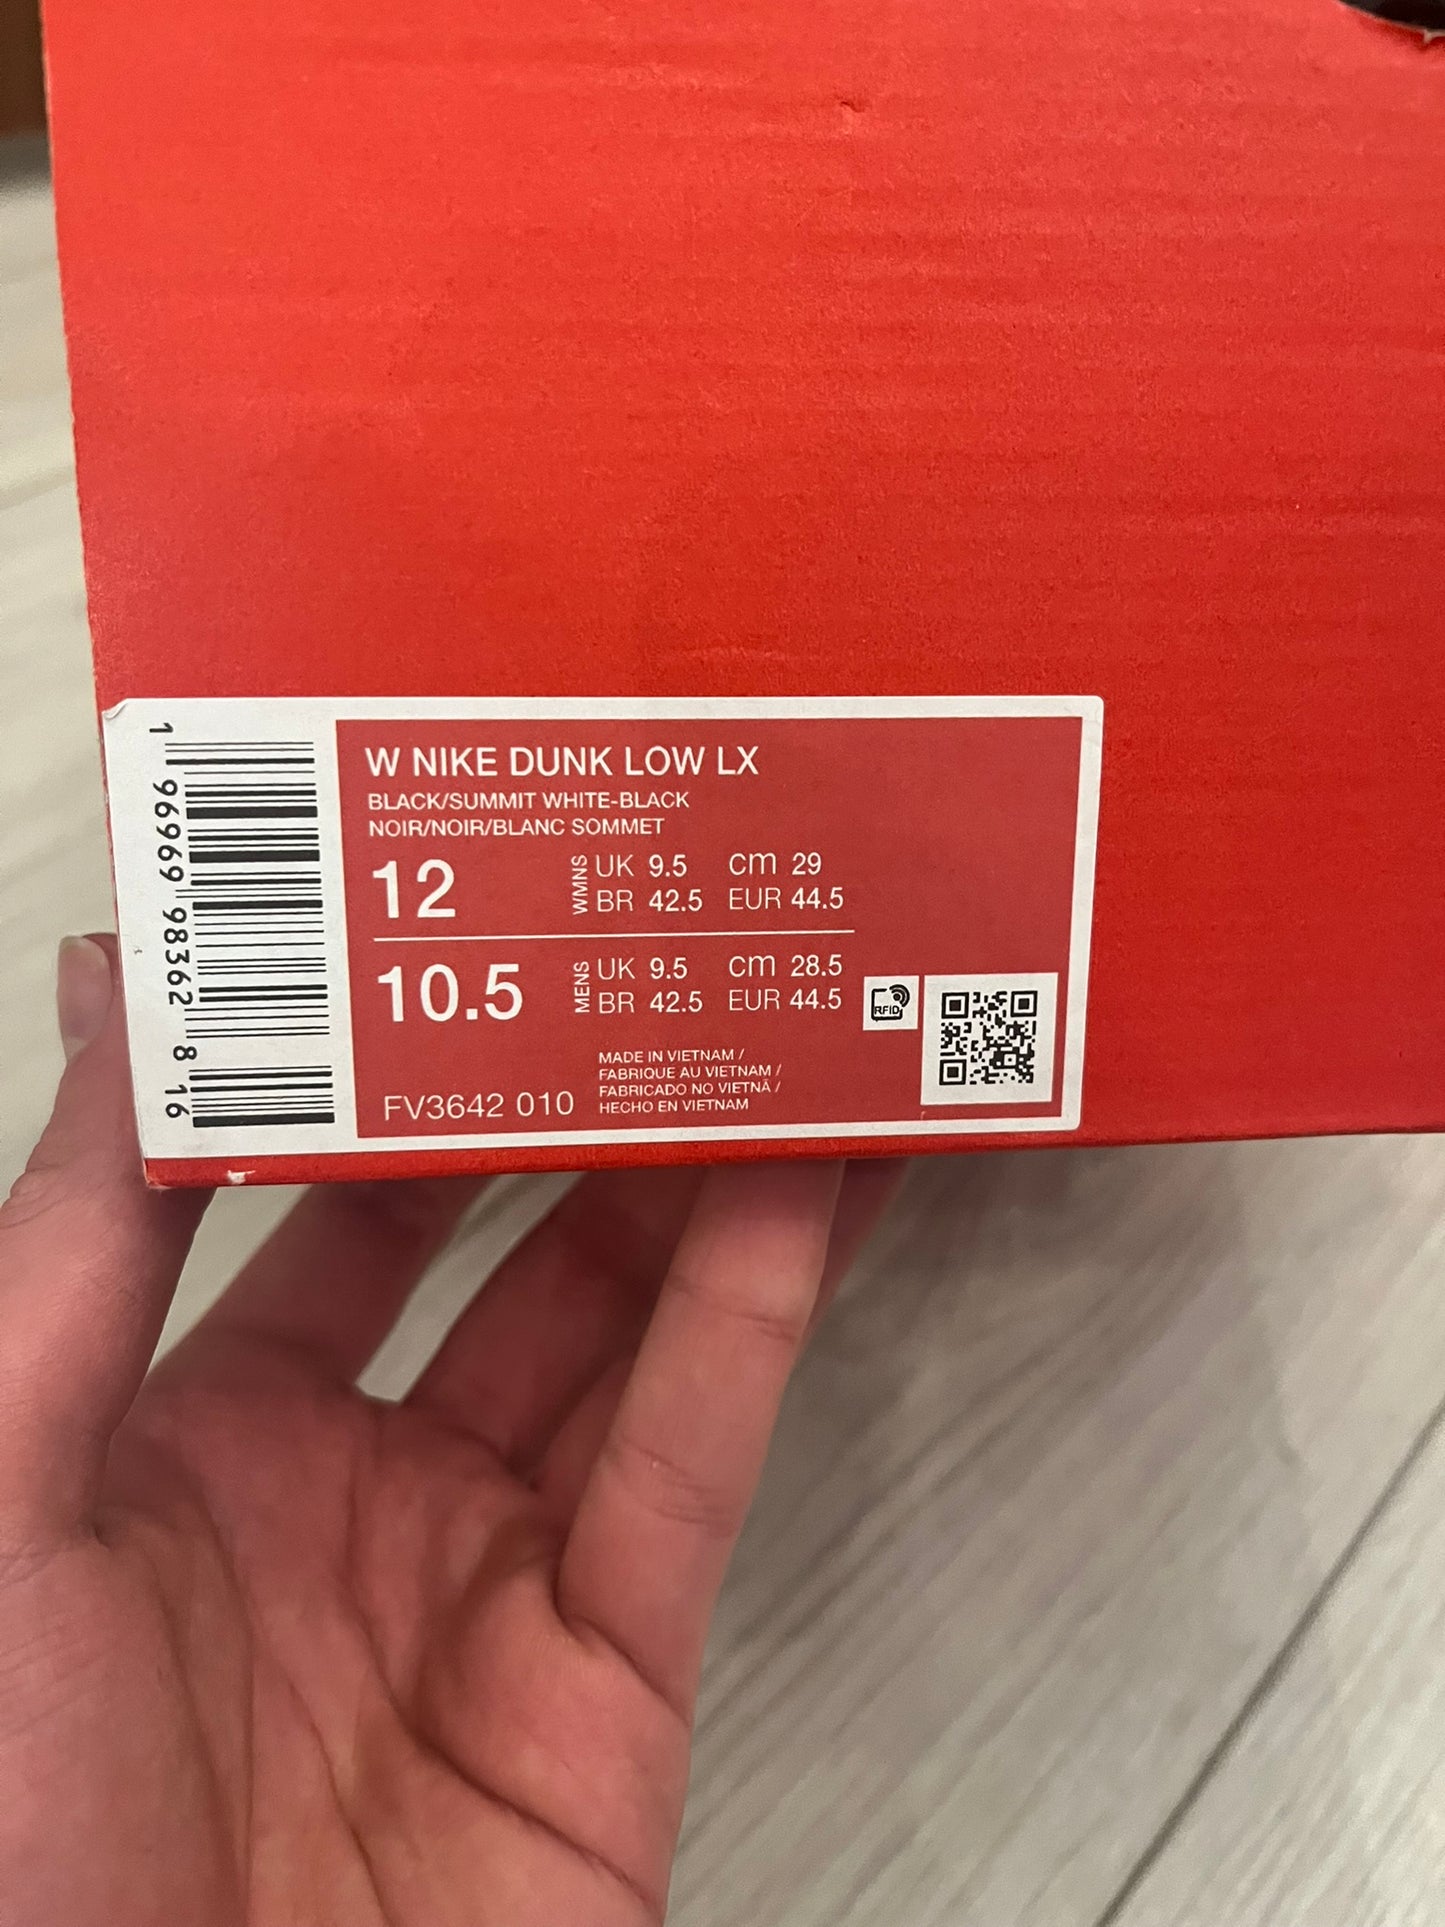 W NIKE DUNK LOW LX
BLACK/SUMMIT WHITE-BLACK
NOIR/NOIR/BLANC SOMMET
12 WMNS UK 9.5 cm 29
BR 42.5 EUR 44.5
10.5 MENS UK 9.5 cm 28.5
BR 42.5 EUR 44.5
RFID
MADE IN VIETNAM /
FABRIQUE AU VIETNAM /
FABRICADO NO VIETNÃ /
HECHO EN VIETNAM
FV3642 010
1 96969 98362 8 16